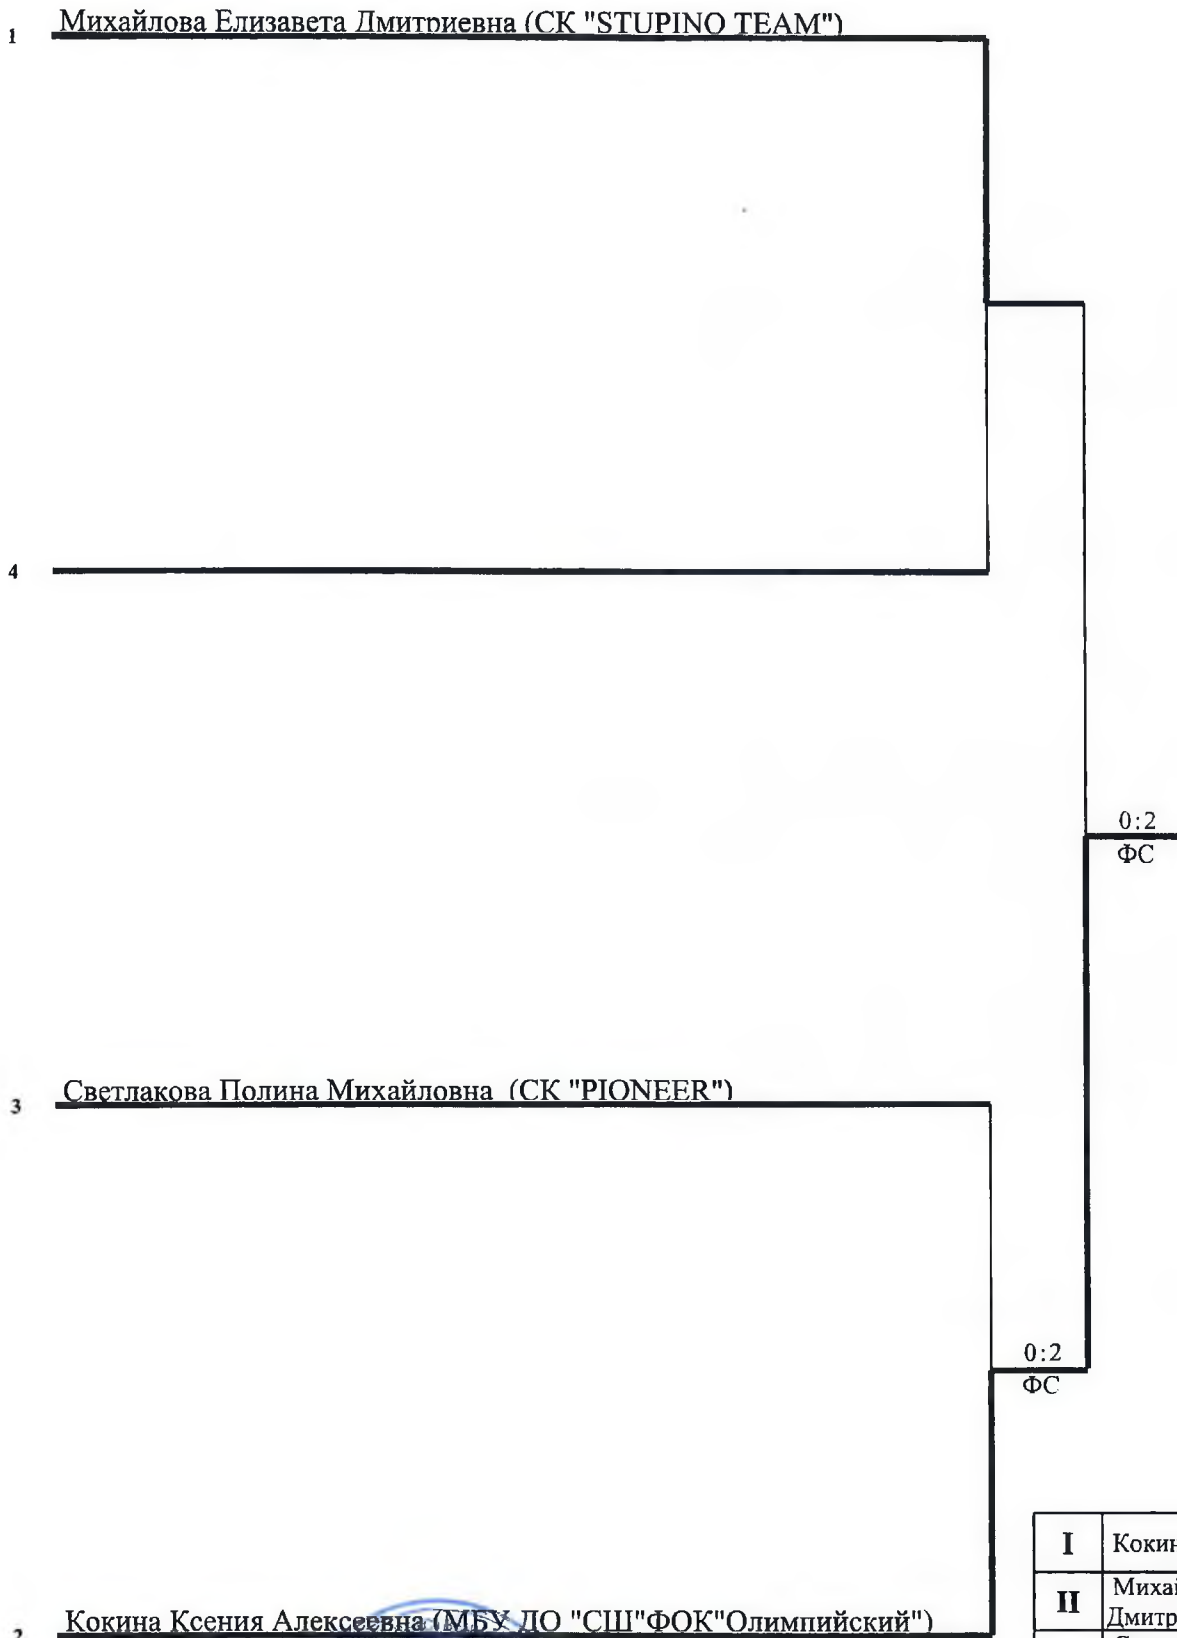 1 Михайлова Елизавета Дмитриевна (СК "STUPINO TEAM")
4
0:2
ФС
3 Светлакова Полина Михайловна (СК "PIONEER")
0:2
ФС
I Кокин
II Михай
Дмитр
2 Кокина Ксения Алексеевна (МБУ ДО "СШ"ФОК"Олимпийский")